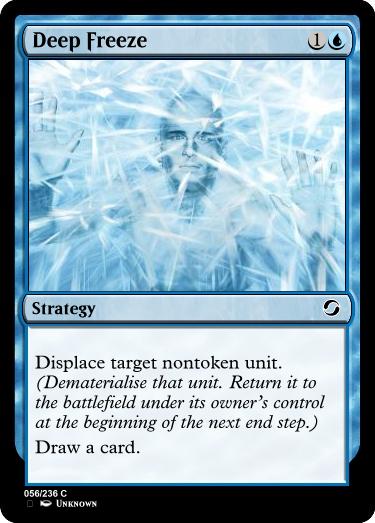 Deep Freeze
1
Strategy
Displace target nontoken unit.
(Dematerialise that unit. Return it to
the battlefield under its owner's control
at the beginning of the next end step.)
Draw a card.
056/236 C
Unknown